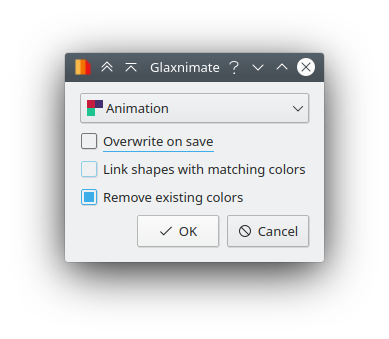 Glaxnimate ?
Animation
Overwrite on save
Link shapes with matching colors
Remove existing colors
OK Cancel